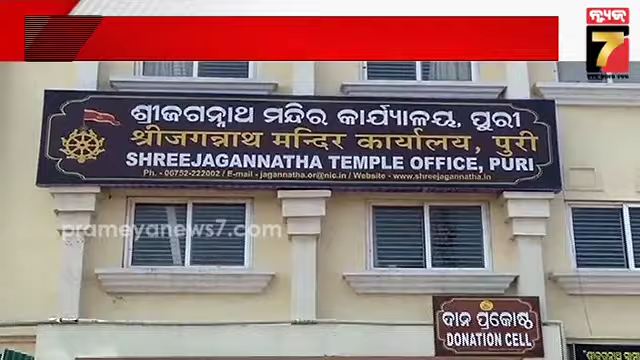 ନ୍ୟୁଜ୍
7
ଶ୍ରୀଜଗନ୍ନାଥ ମନ୍ଦିର କାର୍ଯ୍ୟାଳୟ, ପୁରୀ
श्रीजगन्नाथ मन्दिर कार्यालय, पुरी
SHREEJAGANNATHA TEMPLE OFFICE, PURI
Ph. - 06752-222002 / E-mail - jagannatha.or@nic.in / Website - www.shreejagannatha.in
prameyanews7.com
ଦାନ ପ୍ରକୋଷ୍ଠ
DONATION CELL